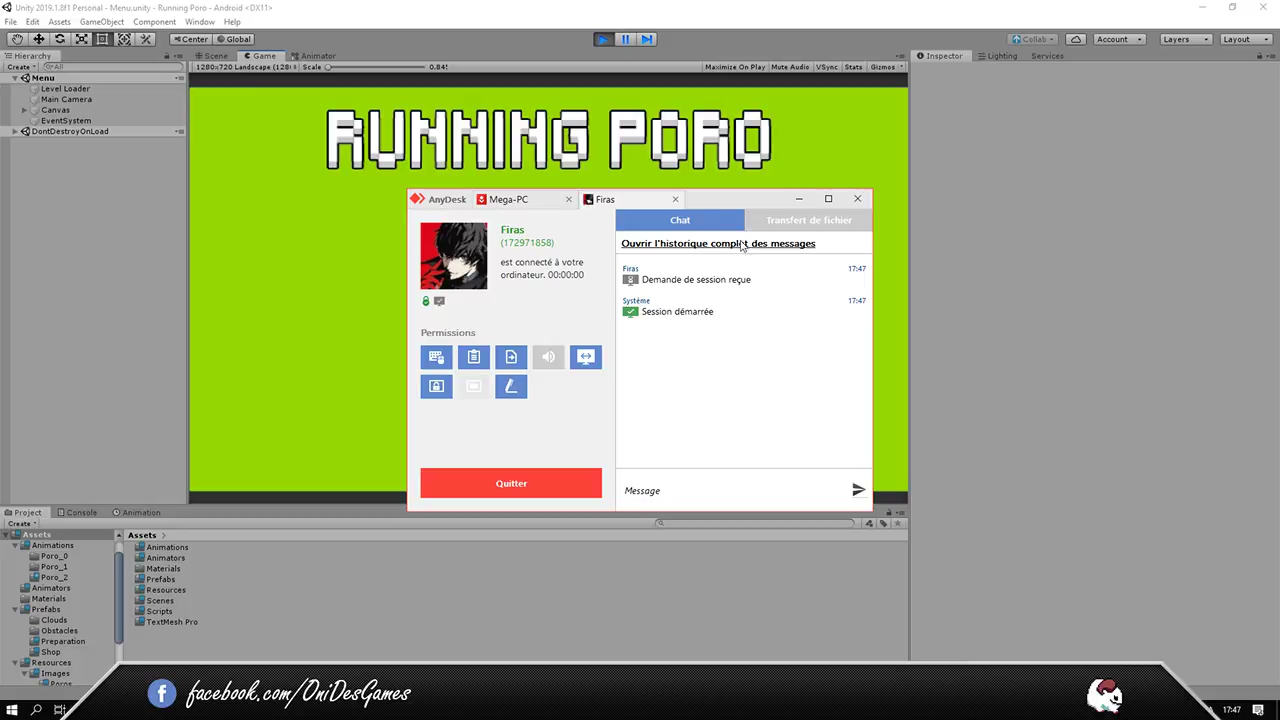 Unity 2019.1.8f1 Personal - Menu.unity - Running Poro - Android <DX11>
File Edit Assets GameObject Component Window Help
Center Global Collab Account Layers Layout
Hierarchy Scene Game Animator Inspector Lighting Services
Create All 1280x720 Landscape (128 Scale 0.84 Maximize On Play Mute Audio VSync Stats Gizmos
Menu
Level Loader
Main Camera
Canvas
EventSystem
DontDestroyOnLoad
RUNNING PORO
AnyDesk Mega-PC Firas
Chat Transfert de fichier
Firas
(172971858)
est connecté à votre
ordinateur. 00:00:00
Ouvrir l'historique complet des messages
Firas 17:47
Demande de session reçue
Système 17:47
Session démarrée
Permissions
Quitter
Message
Project Console Animation
Create
Assets
Animations
Poro_0
Poro_1
Poro_2
Animators
Materials
Prefabs
Clouds
Obstacles
Preparation
Shop
Resources
Images
Poros
Assets
Animations
Animators
Materials
Prefabs
Resources
Scenes
Scripts
TextMesh Pro
facebook.com/OniDesGames
17:47